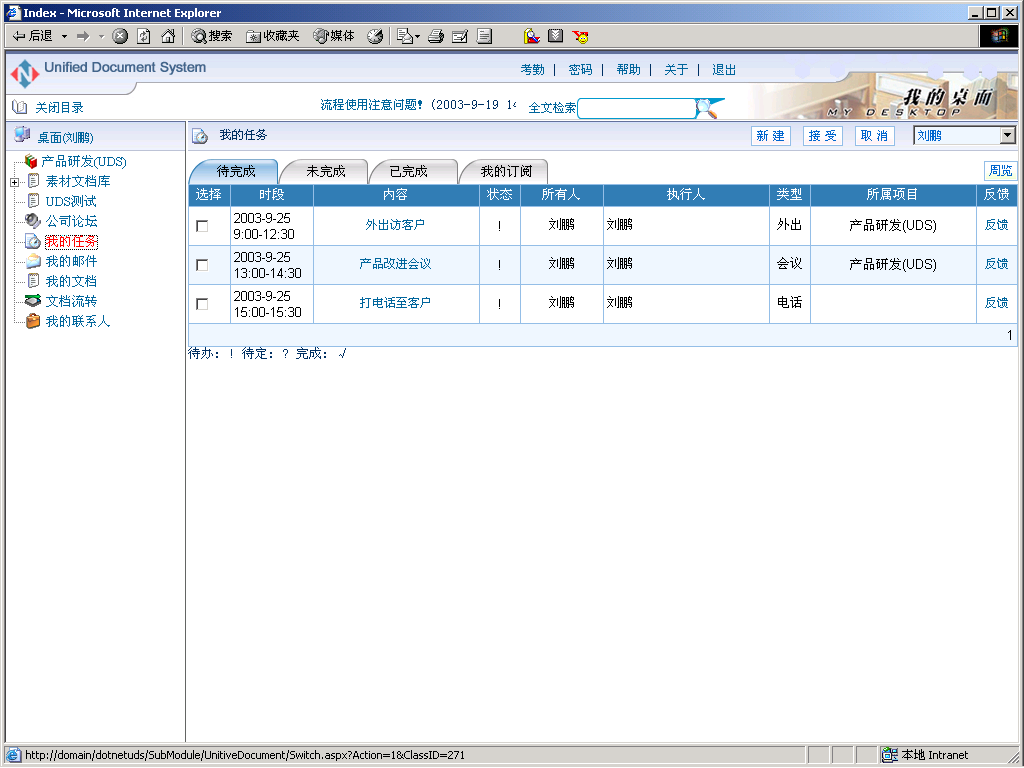 Index - Microsoft Internet Explorer
后退 搜索 收藏夹 媒体
Unified Document System
考勤 | 密码 | 帮助 | 关于 | 退出
关闭目录
流程使用注意问题! (2003-9-19 14
全文检索
我的桌面
MY DESKTOP
桌面(刘鹏)
产品研发(UDS)
素材文档库
UDS测试
公司论坛
我的任务
我的邮件
我的文档
文档流转
我的联系人
我的任务
新 建 接 受 取 消 刘鹏
待完成 未完成 已完成 我的订阅 周览
选择 时段 内容 状态 所有人 执行人 类型 所属项目 反馈
2003-9-25
9:00-12:30 外出访客户 ! 刘鹏 刘鹏 外出 产品研发(UDS) 反馈
2003-9-25
13:00-14:30 产品改进会议 ! 刘鹏 刘鹏 会议 产品研发(UDS) 反馈
2003-9-25
15:00-15:30 打电话至客户 ! 刘鹏 刘鹏 电话 反馈
1
待办: ! 待定: ? 完成: √
http://domain/dotnetuds/SubModule/UnitiveDocument/Switch.aspx?Action=1&ClassID=271
本地 Intranet